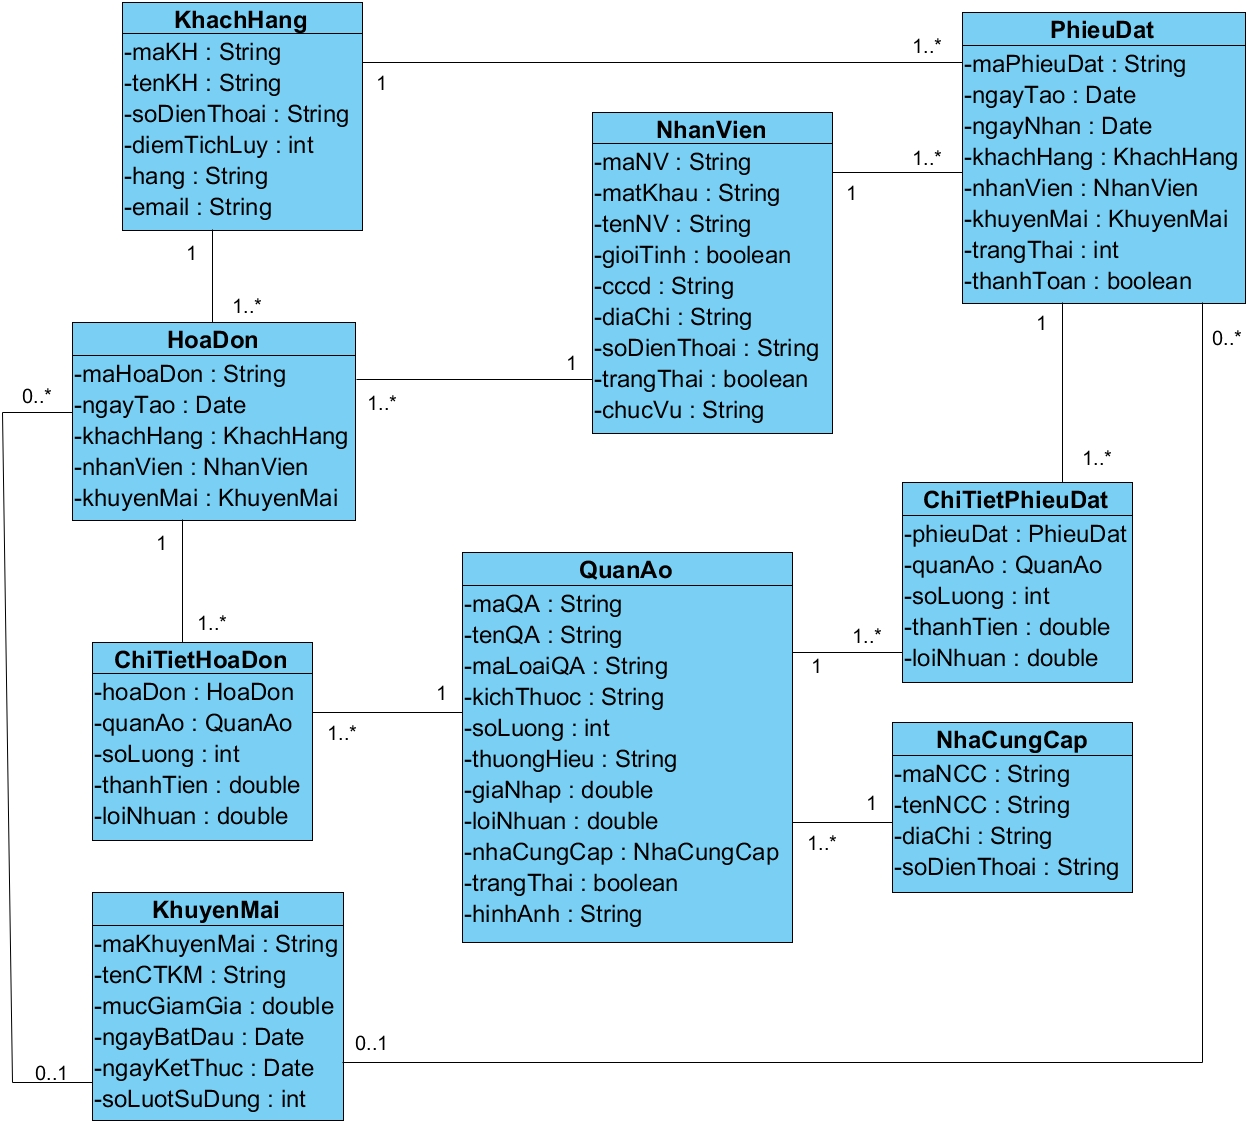 KhachHang
-maKH : String
-tenKH : String
-soDienThoai : String
-diemTichLuy : int
-hang : String
-email : String
1
1..*
1
1..*
PhieuDat
-maPhieuDat : String
-ngayTao : Date
-ngayNhan : Date
-khachHang : KhachHang
-nhanVien : NhanVien
-khuyenMai : KhuyenMai
-trangThai : int
-thanhToan : boolean
NhanVien
-maNV : String
-matKhau : String
-tenNV : String
-gioiTinh : boolean
-cccd : String
-diaChi : String
-soDienThoai : String
-trangThai : boolean
-chucVu : String
1..*
1
1
1..*
0..*
HoaDon
-maHoaDon : String
-ngayTao : Date
-khachHang : KhachHang
-nhanVien : NhanVien
-khuyenMai : KhuyenMai
0..*
1
1..*
1
1..*
ChiTietPhieuDat
-phieuDat : PhieuDat
-quanAo : QuanAo
-soLuong : int
-thanhTien : double
-loiNhuan : double
QuanAo
-maQA : String
-tenQA : String
-maLoaiQA : String
-kichThuoc : String
-soLuong : int
-thuongHieu : String
-giaNhap : double
-loiNhuan : double
-nhaCungCap : NhaCungCap
-trangThai : boolean
-hinhAnh : String
1..*
1
ChiTietHoaDon
-hoaDon : HoaDon
-quanAo : QuanAo
-soLuong : int
-thanhTien : double
-loiNhuan : double
1
1..*
NhaCungCap
-maNCC : String
-tenNCC : String
-diaChi : String
-soDienThoai : String
1
1..*
KhuyenMai
-maKhuyenMai : String
-tenCTKM : String
-mucGiamGia : double
-ngayBatDau : Date
-ngayKetThuc : Date
-soLuotSuDung : int
0..1
0..1